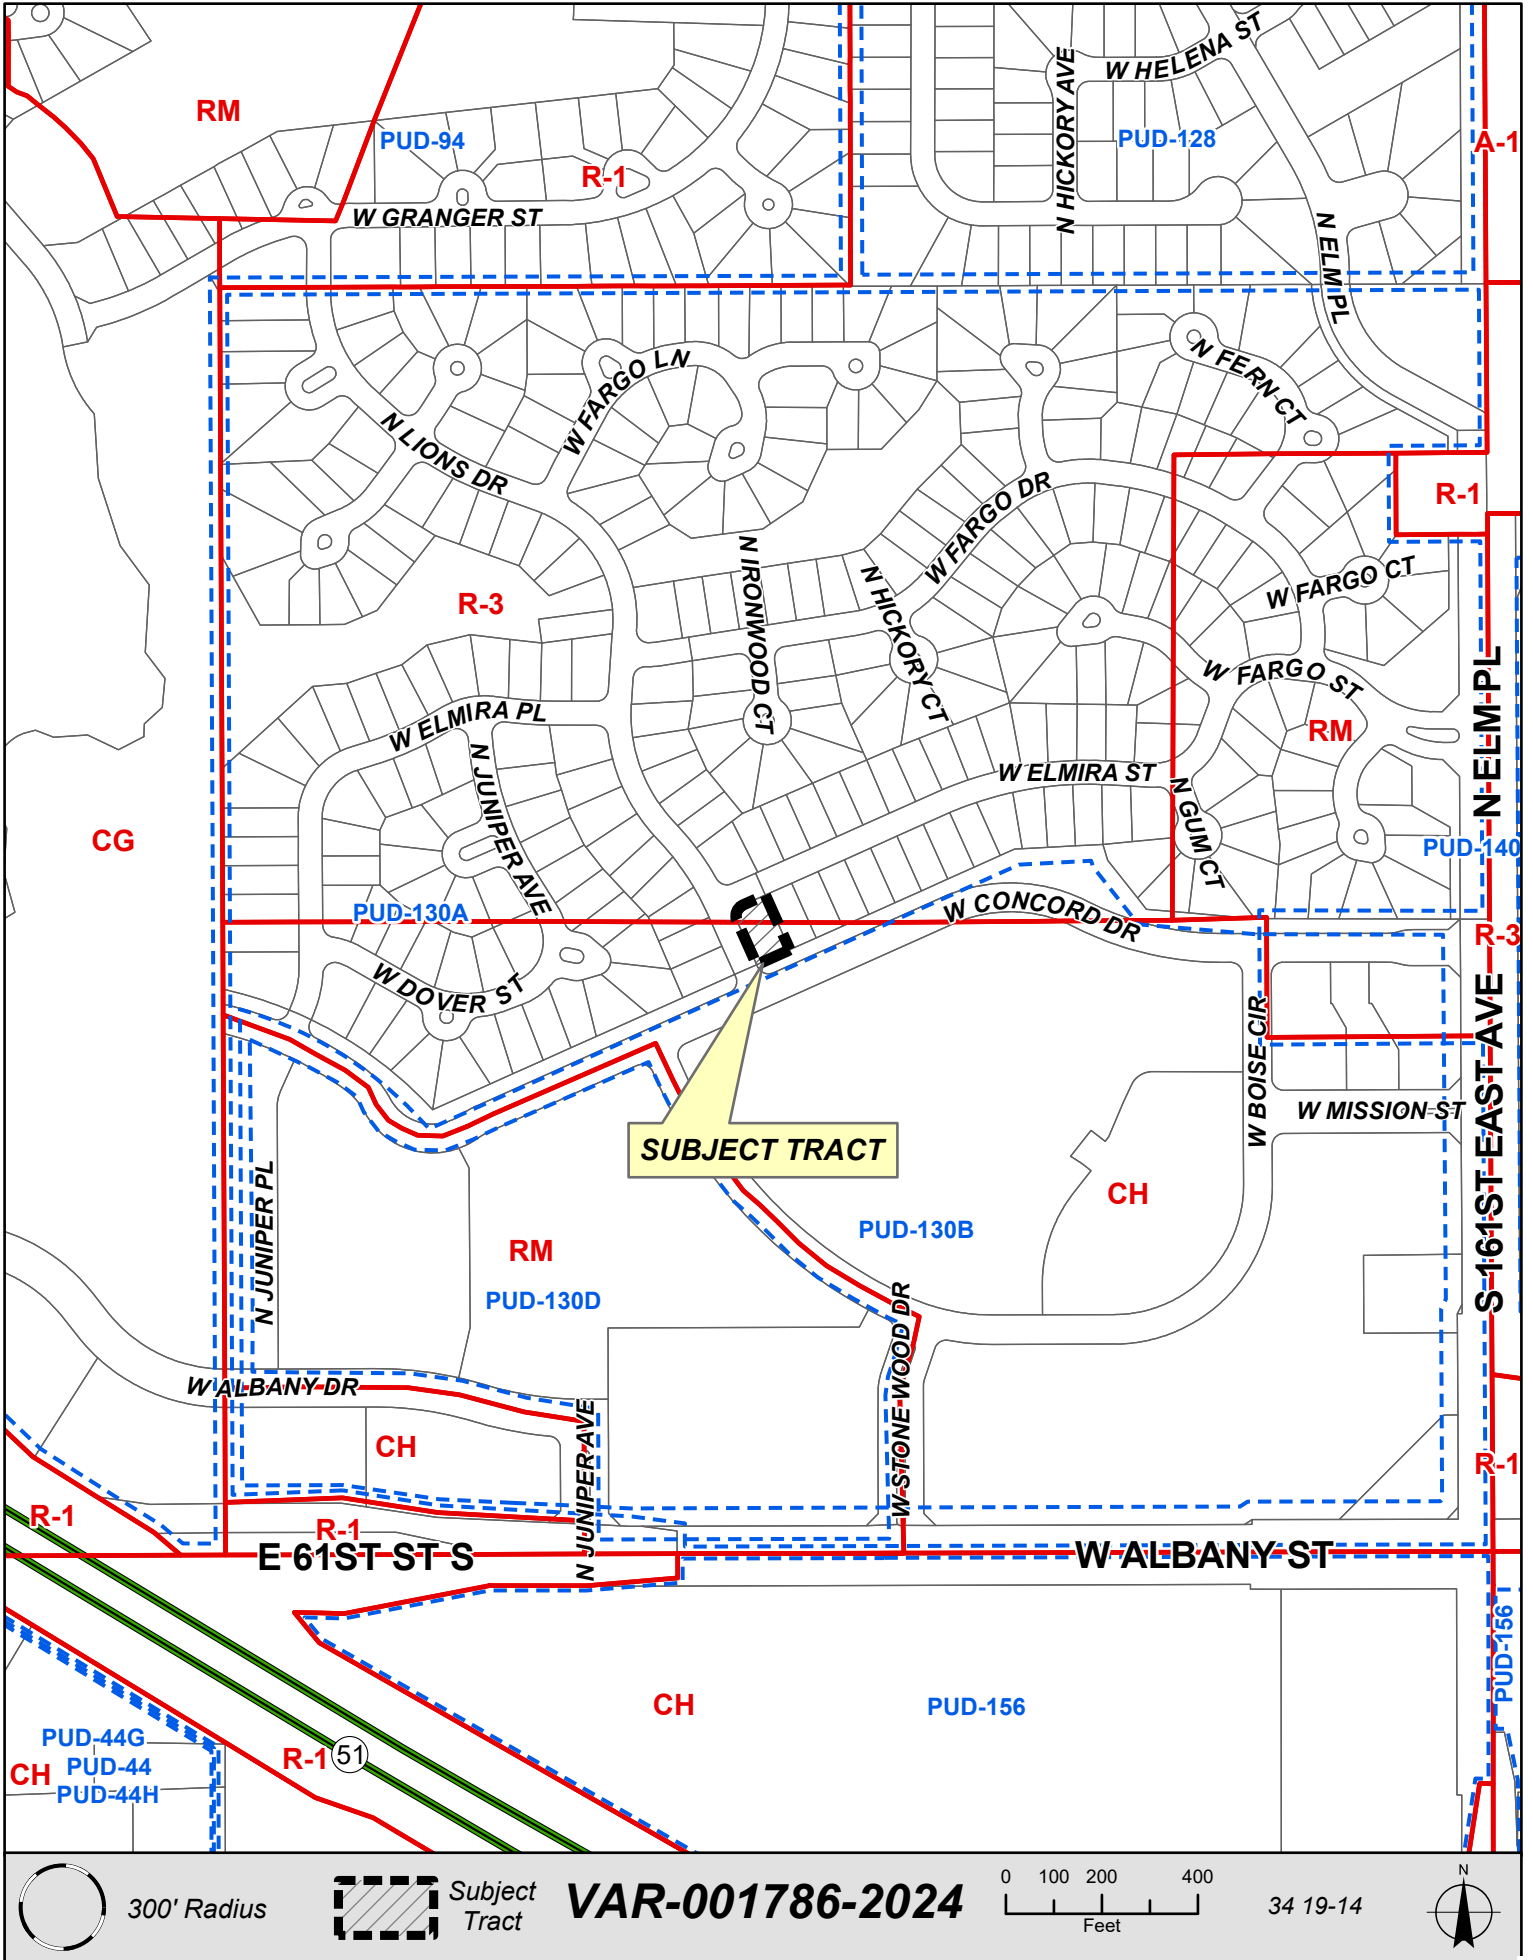 W HELENA ST
N HICKORY AVE
RM
PUD-94
PUD-128
A-1
R-1
W GRANGER ST
N ELM PL
W FARGO LN
N FERN CT
N LIONS DR
W FARGO DR
R-1
N IRONWOOD CT
N HICKORY CT
W FARGO CT
R-3
W FARGO ST
W ELMIRA PL
RM
N ELM PL
N JUNIPER AVE
W ELMIRA ST
N GUM CT
CG
PUD-140
PUD-130A
W CONCORD DR
R-3
W DOVER ST
W BOISE CIR
S 161ST EAST AVE
W MISSION ST
SUBJECT TRACT
N JUNIPER PL
CH
PUD-130B
RM
PUD-130D
W STONE WOOD DR
W ALBANY DR
N JUNIPER AVE
CH
R-1
R-1
R-1
E 61ST ST S
W ALBANY ST
PUD-156
CH
PUD-156
PUD-44G
R-1
51
CH
PUD-44
PUD-44H
300' Radius
Subject
Tract
VAR-001786-2024
0 100 200 400
Feet
34 19-14
N